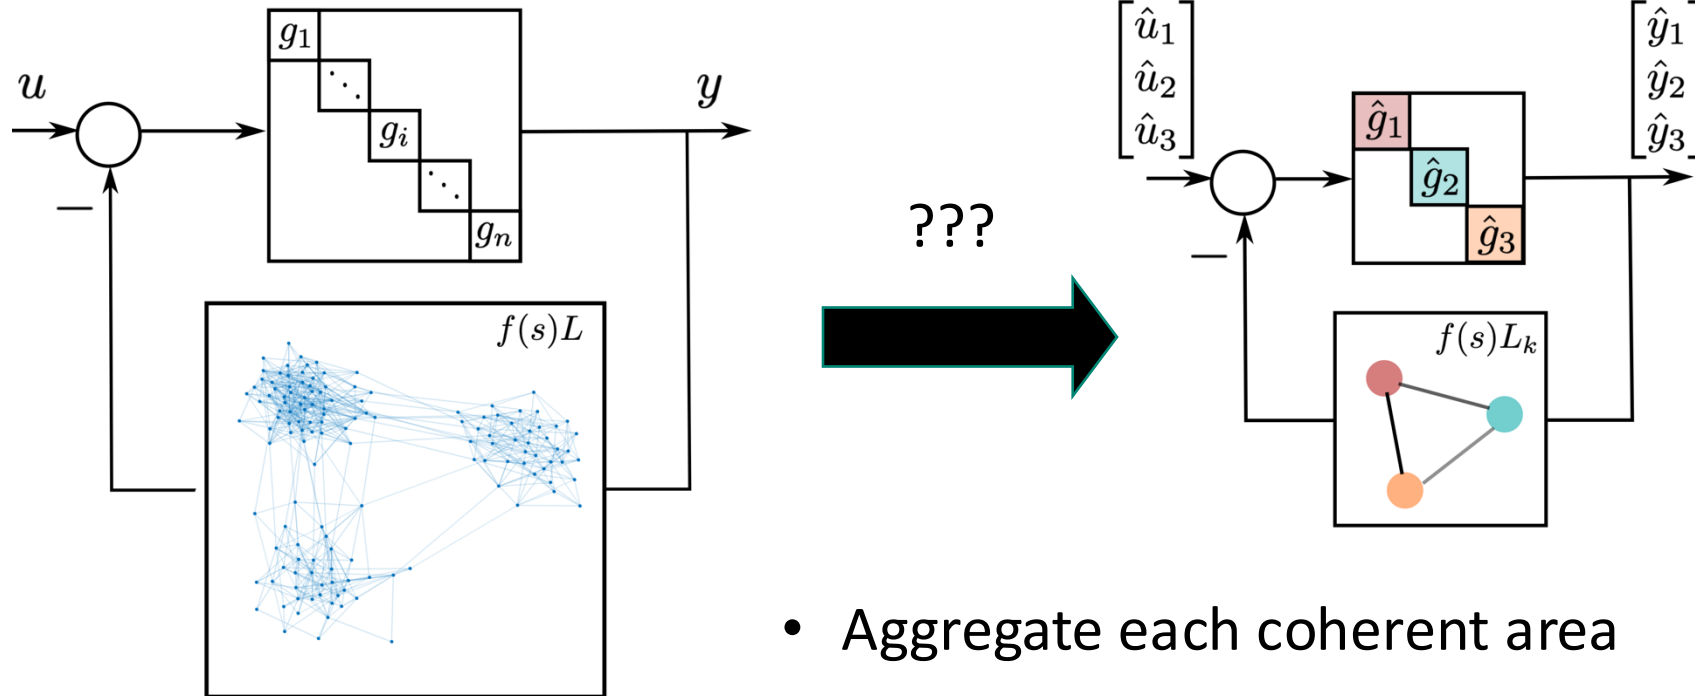 u
−
g₁
⋱
gᵢ
⋱
gₙ
y
f(s)L
???
û₁
û₂
û₃
−
ĝ₁
ĝ₂
ĝ₃
ŷ₁
ŷ₂
ŷ₃
f(s)Lₖ
• Aggregate each coherent area